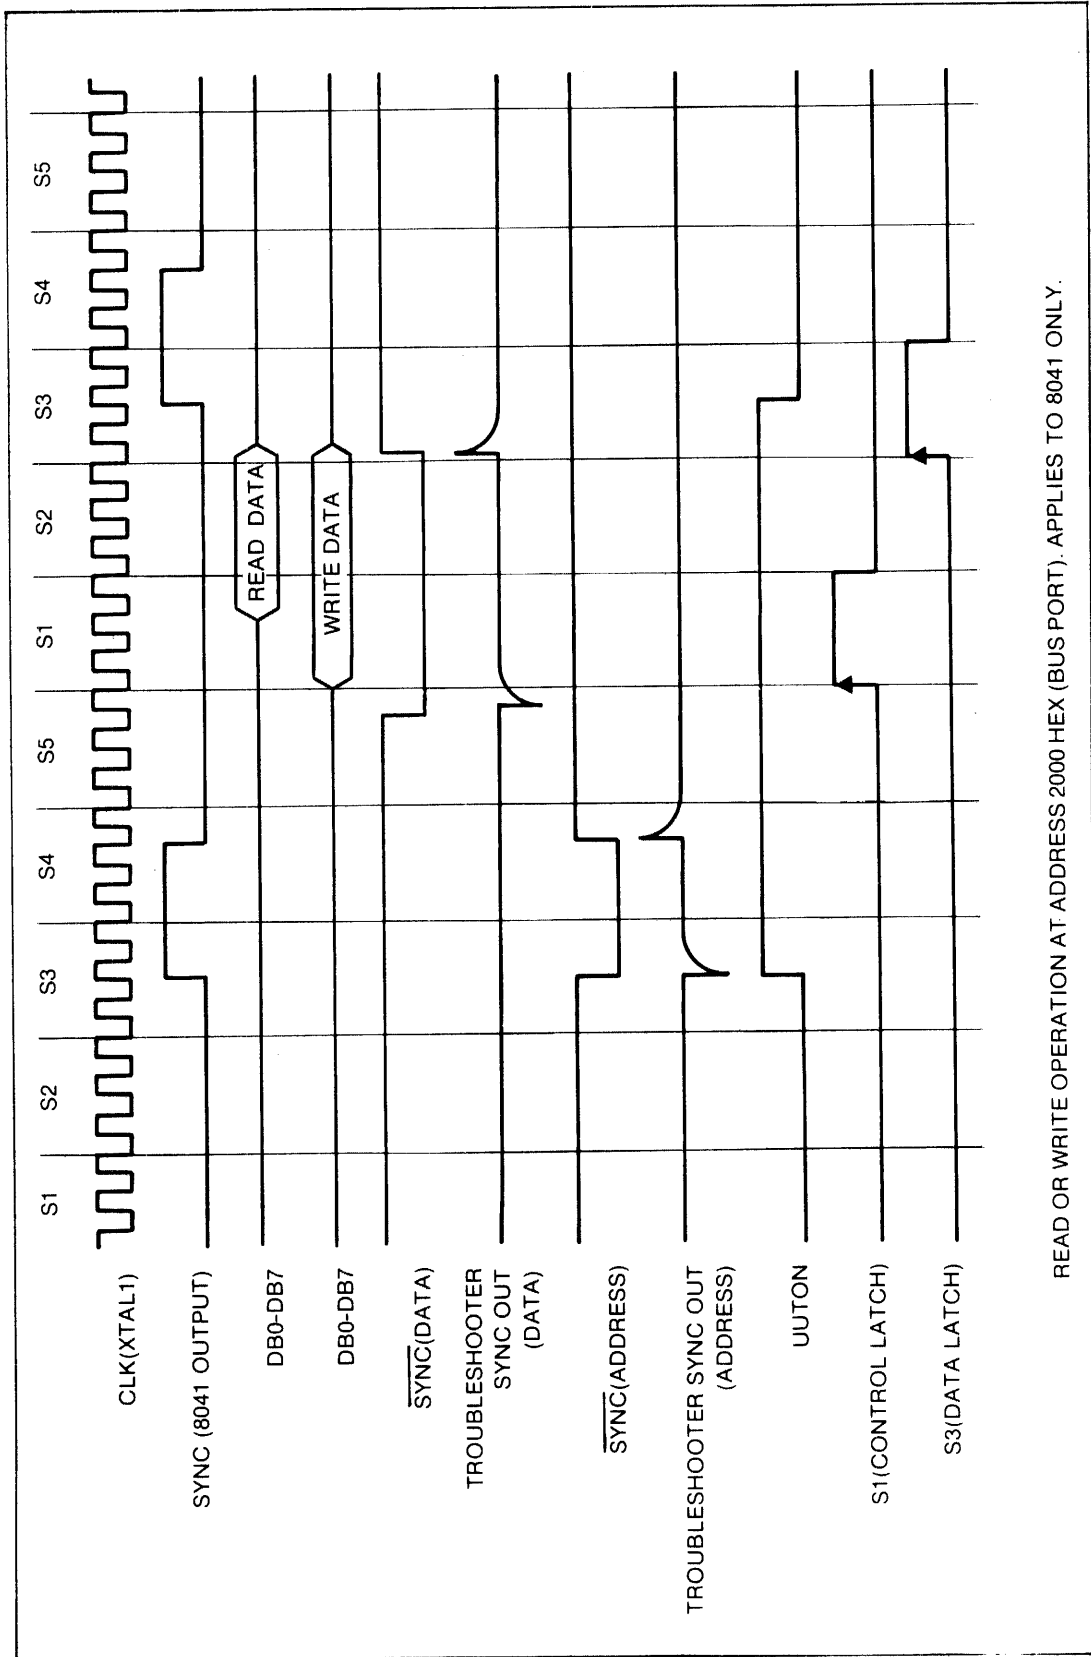 S1 S2 S3 S4 S5 S1 S2 S3 S4 S5
CLK(XTAL1)
SYNC (8041 OUTPUT)
DB0-DB7
READ DATA
DB0-DB7
WRITE DATA
SYNC(DATA)
TROUBLESHOOTER
SYNC OUT
(DATA)
SYNC(ADDRESS)
TROUBLESHOOTER SYNC OUT
(ADDRESS)
UUTON
S1(CONTROL LATCH)
S3(DATA LATCH)
READ OR WRITE OPERATION AT ADDRESS 2000 HEX (BUS PORT). APPLIES TO 8041 ONLY.